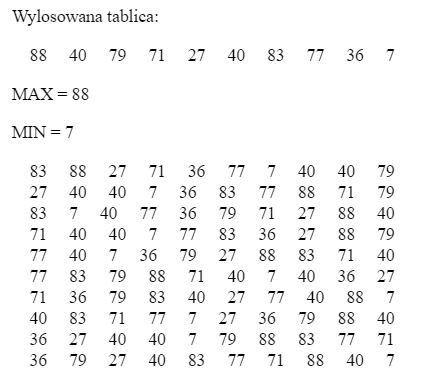 Wylosowana tablica:
88 40 79 71 27 40 83 77 36 7
MAX = 88
MIN = 7
83 88 27 71 36 77 7 40 40 79
27 40 40 7 36 83 77 88 71 79
83 7 40 77 36 79 71 27 88 40
71 40 40 7 77 83 36 27 88 79
77 40 7 36 79 27 88 83 71 40
77 83 79 88 71 40 7 40 36 27
71 36 79 83 40 27 77 40 88 7
40 83 71 77 7 27 36 79 88 40
36 27 40 40 7 79 88 83 77 71
36 79 27 40 83 77 71 88 40 7